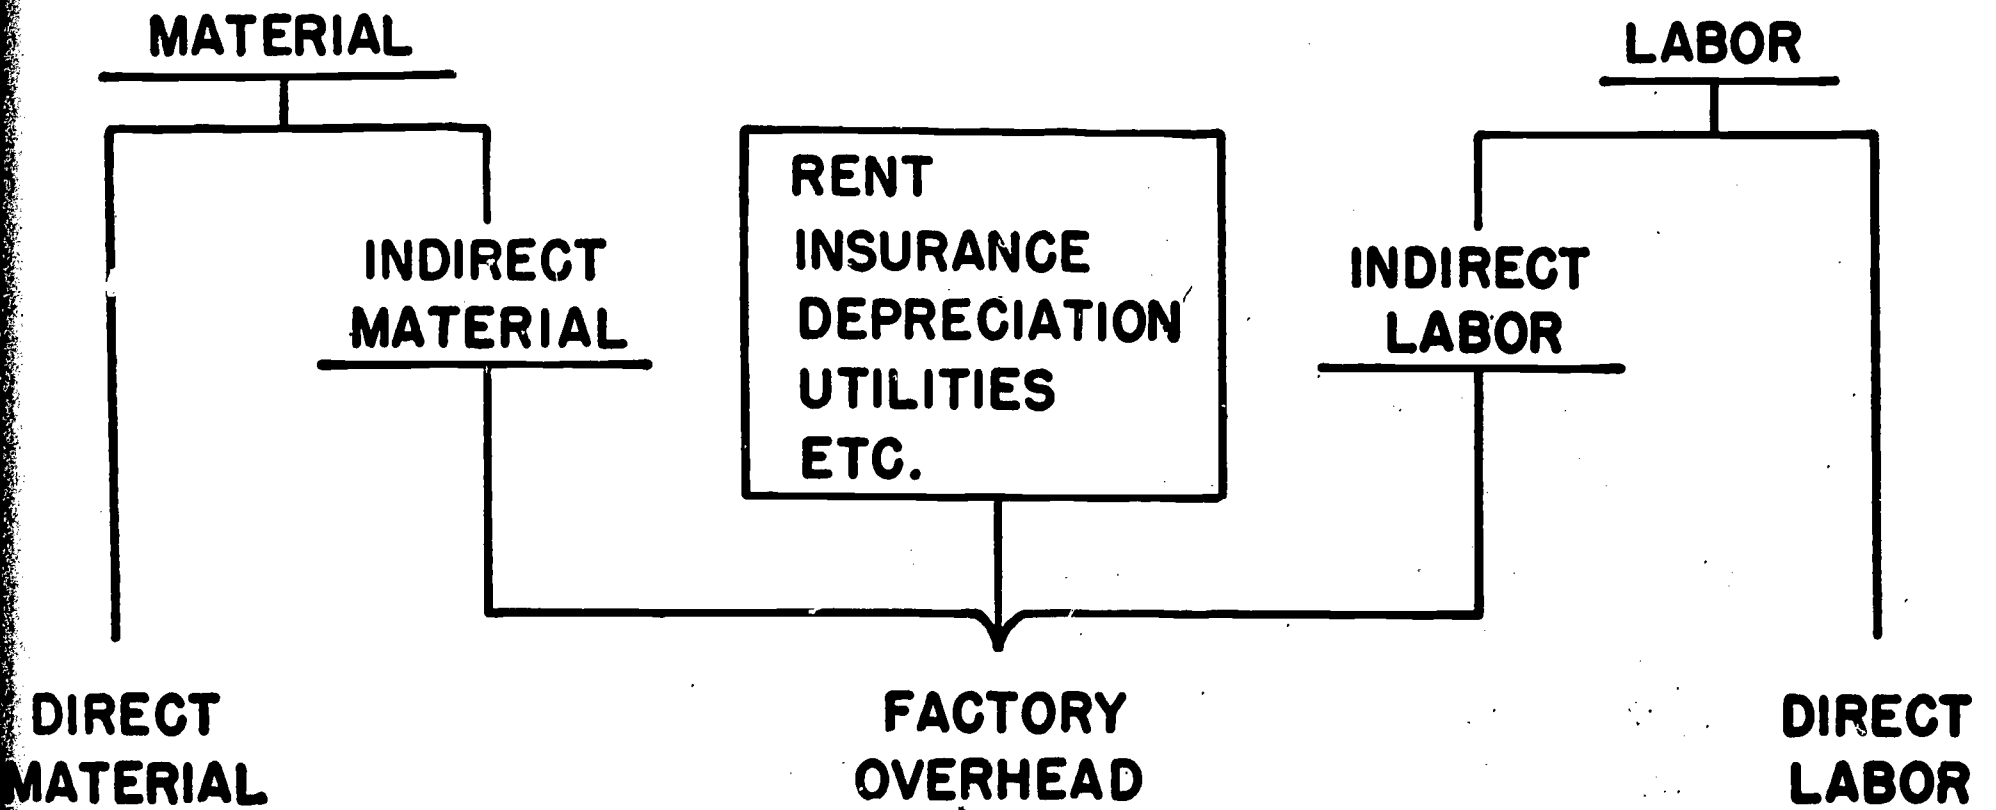 MATERIAL
LABOR
RENT
INSURANCE
DEPRECIATION
UTILITIES
ETC.
INDIRECT
MATERIAL
INDIRECT
LABOR
DIRECT
MATERIAL
FACTORY
OVERHEAD
DIRECT
LABOR